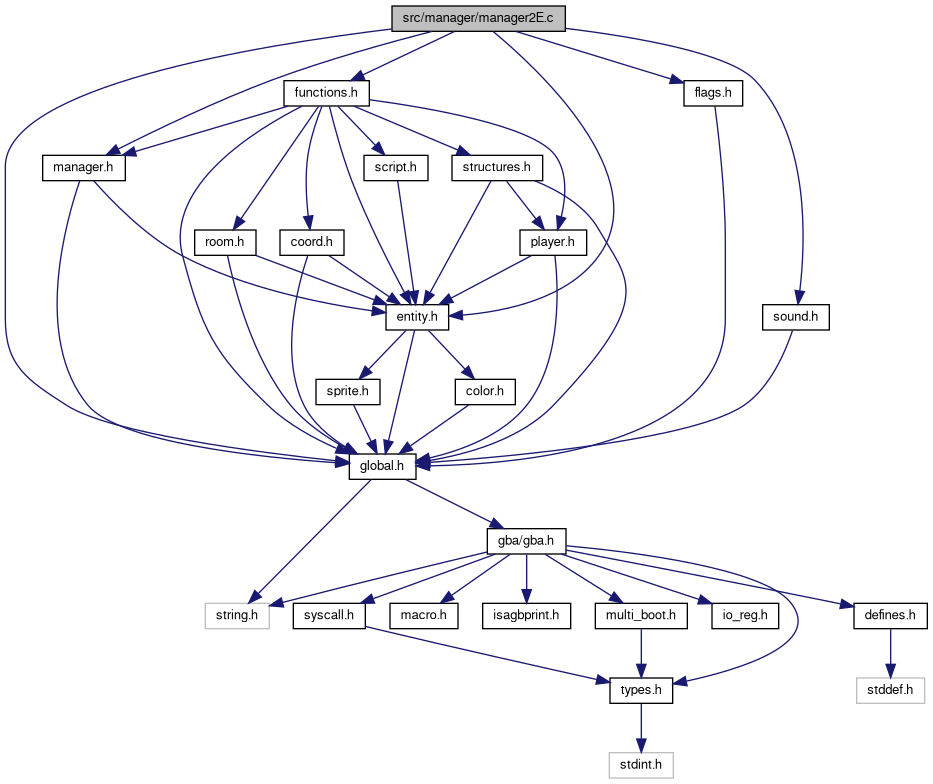 src/manager/manager2E.c
functions.h
flags.h
manager.h
script.h
structures.h
room.h
coord.h
player.h
entity.h
sound.h
sprite.h
color.h
global.h
gba/gba.h
string.h
syscall.h
macro.h
isagbprint.h
multi_boot.h
io_reg.h
defines.h
types.h
stddef.h
stdint.h